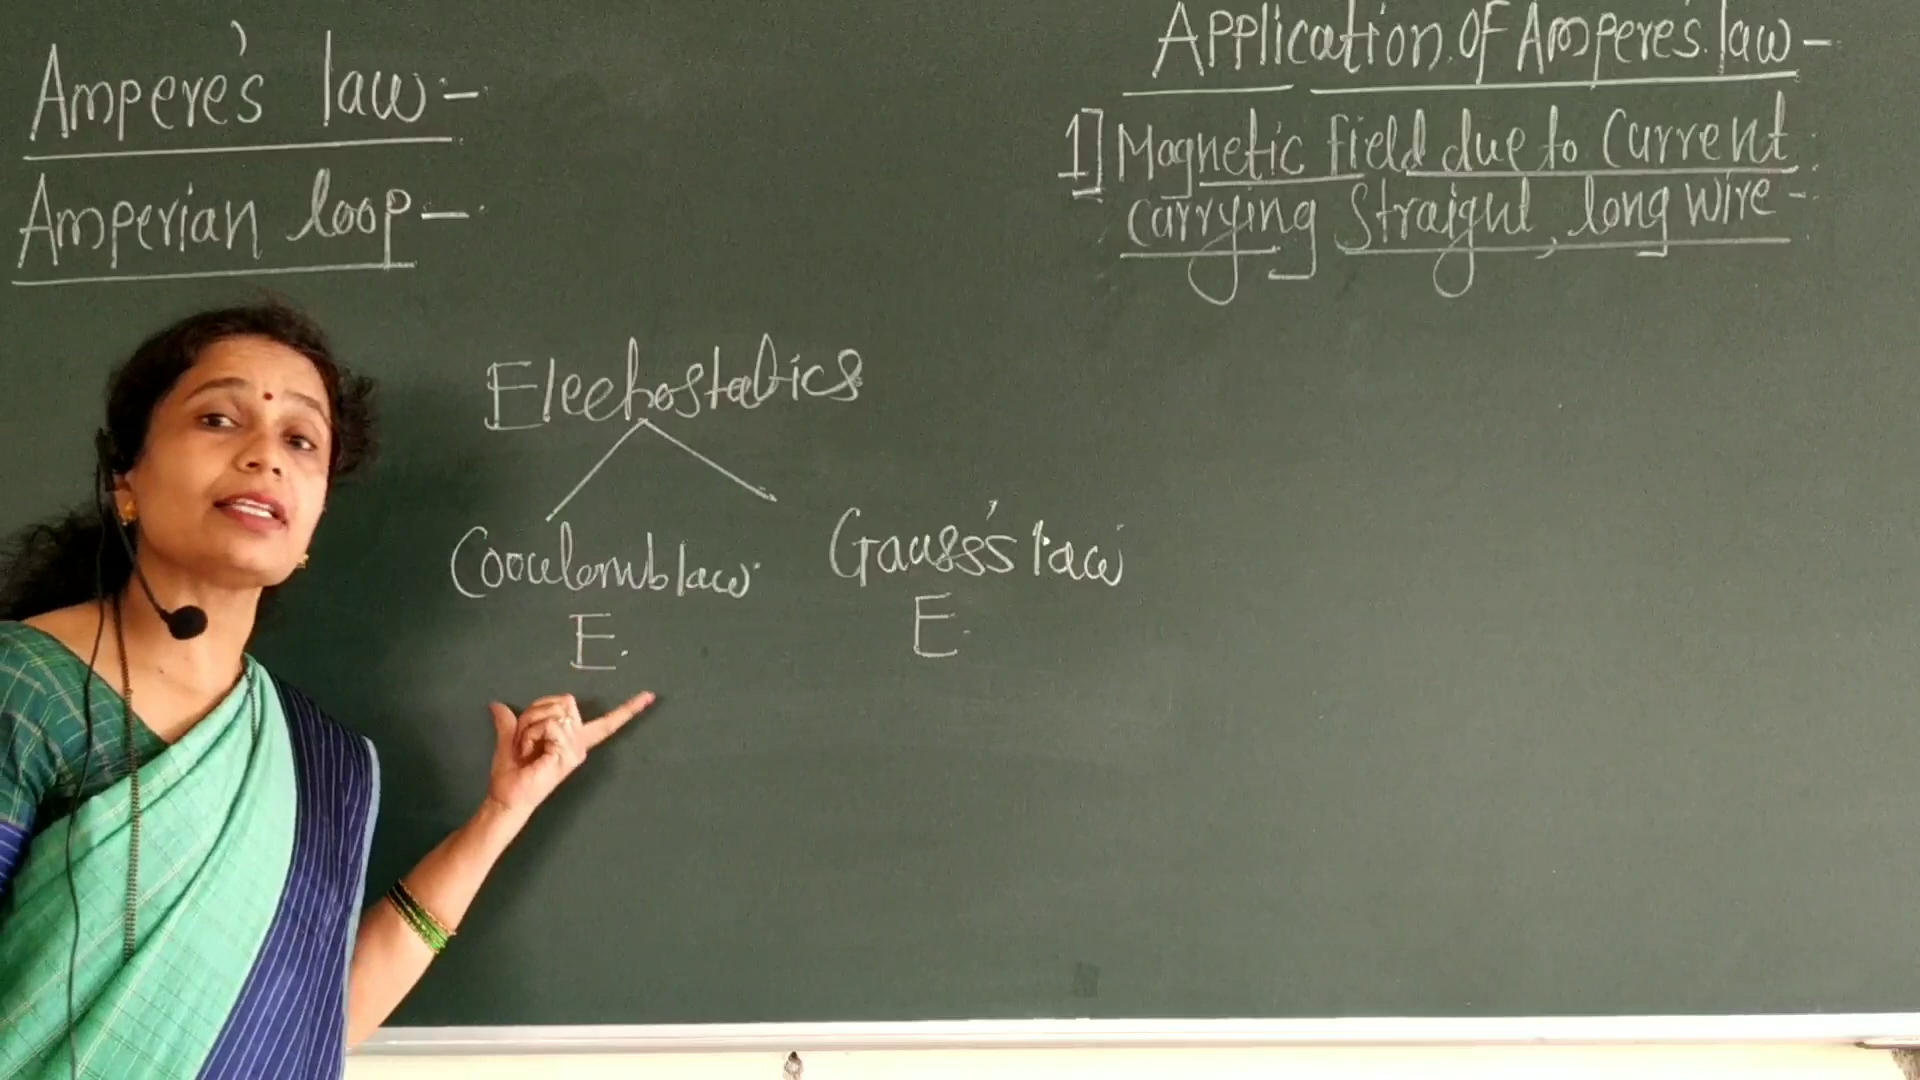 Ampere's law:-
Amperian loop-
Application of Ampere's law-
1] Magnetic field due to Current
Carrying Straight, long wire-
Electrostatics
Cooulomb law
Gauss's law
E
E